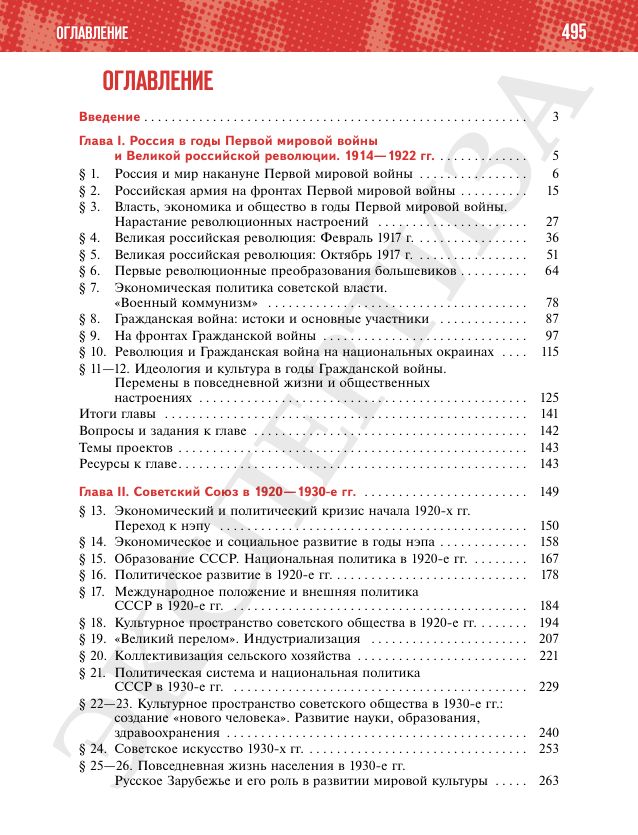 ОГЛАВЛЕНИЕ 495
ОГЛАВЛЕНИЕ
Введение 3
Глава I. Россия в годы Первой мировой войны
и Великой российской революции. 1914—1922 гг. 5
§ 1. Россия и мир накануне Первой мировой войны 6
§ 2. Российская армия на фронтах Первой мировой войны 15
§ 3. Власть, экономика и общество в годы Первой мировой войны.
Нарастание революционных настроений 27
§ 4. Великая российская революция: Февраль 1917 г. 36
§ 5. Великая российская революция: Октябрь 1917 г. 51
§ 6. Первые революционные преобразования большевиков 64
§ 7. Экономическая политика советской власти.
«Военный коммунизм» 78
§ 8. Гражданская война: истоки и основные участники 87
§ 9. На фронтах Гражданской войны 97
§ 10. Революция и Гражданская война на национальных окраинах 115
§ 11—12. Идеология и культура в годы Гражданской войны.
Перемены в повседневной жизни и общественных
настроениях 125
Итоги главы 141
Вопросы и задания к главе 142
Темы проектов 143
Ресурсы к главе 143
Глава II. Советский Союз в 1920—1930-е гг. 149
§ 13. Экономический и политический кризис начала 1920-х гг.
Переход к нэпу 150
§ 14. Экономическое и социальное развитие в годы нэпа 158
§ 15. Образование СССР. Национальная политика в 1920-е гг. 167
§ 16. Политическое развитие в 1920-е гг. 178
§ 17. Международное положение и внешняя политика
СССР в 1920-е гг. 184
§ 18. Культурное пространство советского общества в 1920-е гг. 194
§ 19. «Великий перелом». Индустриализация 207
§ 20. Коллективизация сельского хозяйства 221
§ 21. Политическая система и национальная политика
СССР в 1930-е гг. 229
§ 22—23. Культурное пространство советского общества в 1930-е гг.:
создание «нового человека». Развитие науки, образования,
здравоохранения 240
§ 24. Советское искусство 1930-х гг. 253
§ 25—26. Повседневная жизнь населения в 1930-е гг.
Русское Зарубежье и его роль в развитии мировой культуры 263
ЭКСПЕРТИЗА